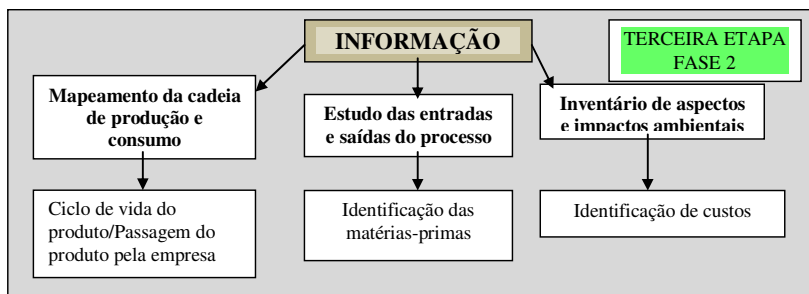 INFORMAÇÃO
TERCEIRA ETAPA
FASE 2
Mapeamento da cadeia
de produção e
consumo
Estudo das entradas
e saídas do processo
Inventário de aspectos
e impactos ambientais
Ciclo de vida do
produto/Passagem do
produto pela empresa
Identificação das
matérias-primas
Identificação de custos